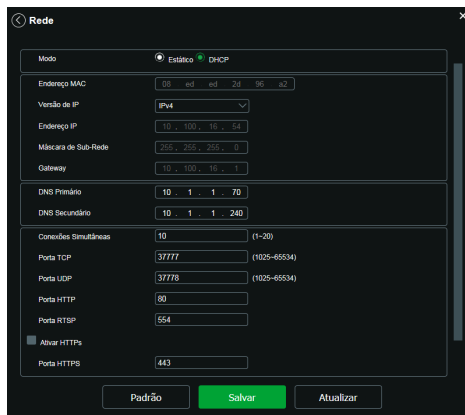 Rede
Modo Estático DHCP
Endereço MAC 08 ed ed 2d 96 a2
Versão de IP IPv4
Endereço IP 10 . 100 . 16 . 54
Máscara de Sub-Rede 255 . 255 . 255 . 0
Gateway 10 . 100 . 16 . 1
DNS Primário 10 . 1 . 1 . 70
DNS Secundário 10 . 1 . 1 . 240
Conexões Simultâneas 10 (1~20)
Porta TCP 37777 (1025~65534)
Porta UDP 37778 (1025~65534)
Porta HTTP 80
Porta RTSP 554
Ativar HTTPs
Porta HTTPS 443
Padrão Salvar Atualizar